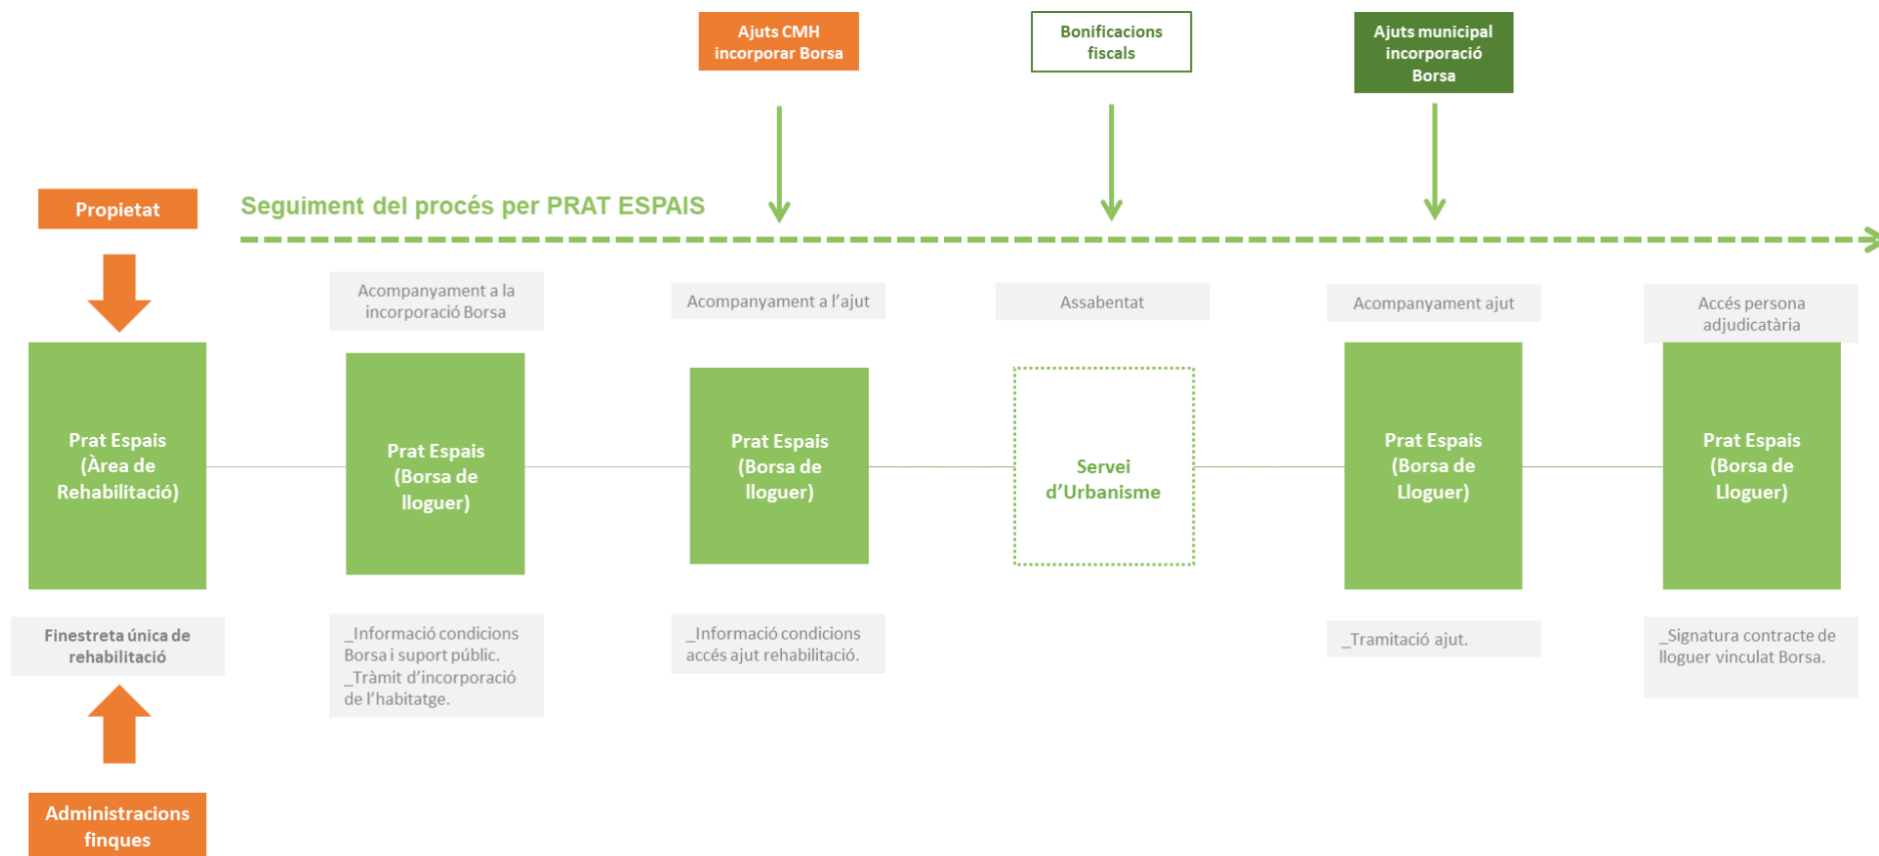 Ajuts CMH
incorporar Borsa
Bonificacions
fiscals
Ajuts municipal
incorporació
Borsa
Propietat
Seguiment del procés per PRAT ESPAIS
Acompanyament a la
incorporació Borsa
Acompanyament a l’ajut
Assabentat
Acompanyament ajut
Accés persona
adjudicatària
Prat Espais
(Àrea de
Rehabilitació)
Prat Espais
(Borsa de
lloguer)
Prat Espais
(Borsa de
lloguer)
Servei
d’Urbanisme
Prat Espais
(Borsa de
Lloguer)
Prat Espais
(Borsa de
Lloguer)
Finestreta única de
rehabilitació
_Informació condicions
Borsa i suport públic.
_Tràmit d’incorporació
de l’habitatge.
_Informació condicions
accés ajut rehabilitació.
_Tramitació ajut.
_Signatura contracte de
lloguer vinculat Borsa.
Administracions
finques